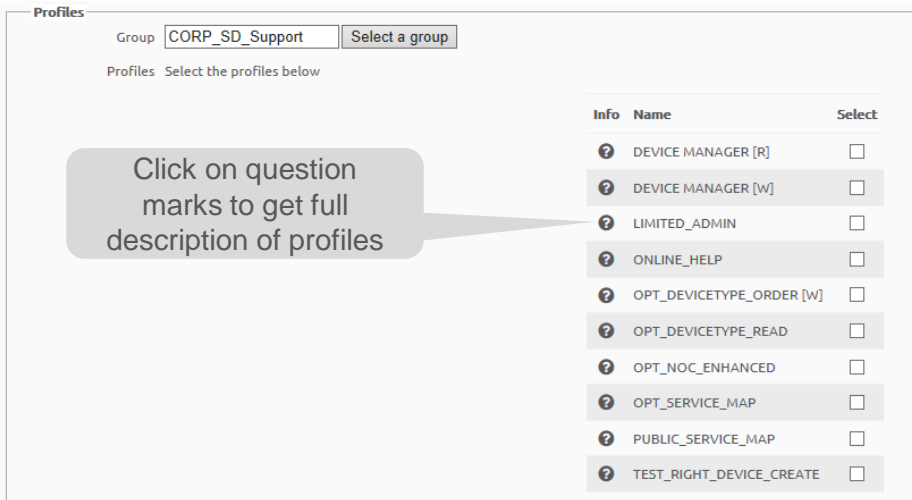 Profiles
Group CORP_SD_Support Select a group
Profiles Select the profiles below
Info Name Select
DEVICE MANAGER [R]
DEVICE MANAGER [W]
LIMITED_ADMIN
ONLINE_HELP
OPT_DEVICETYPE_ORDER [W]
OPT_DEVICETYPE_READ
OPT_NOC_ENHANCED
OPT_SERVICE_MAP
PUBLIC_SERVICE_MAP
TEST_RIGHT_DEVICE_CREATE
Click on question
marks to get full
description of profiles